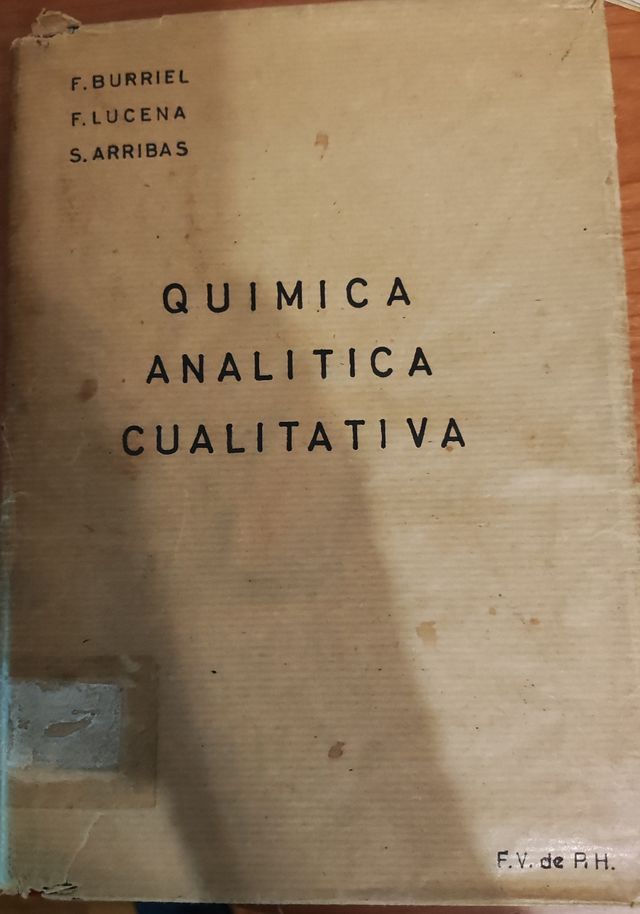 F. BURRIEL
F. LUCENA
S. ARRIBAS
QUIMICA
ANALITICA
CUALITATIVA
F. V. de P. H.